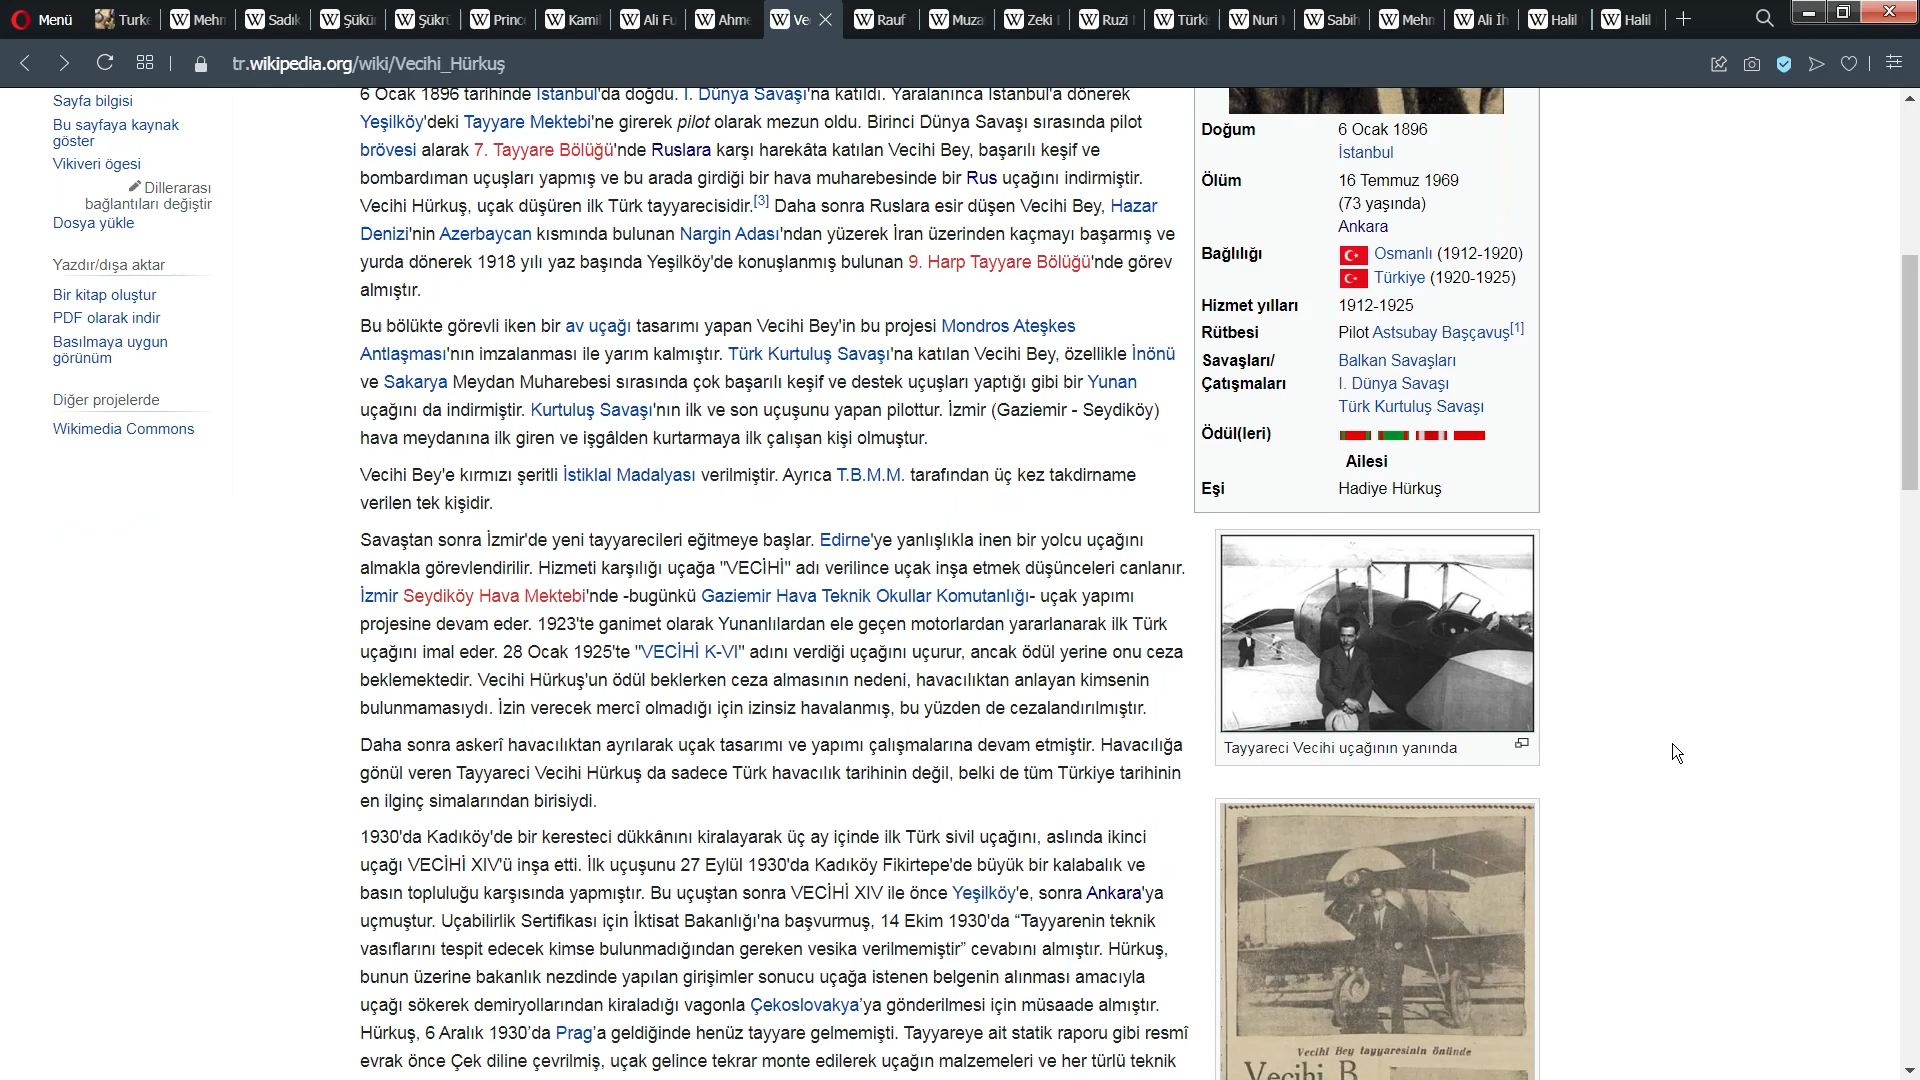 Menü
Turke
Mehm
Sadık
Şükür
Şükrü
Princ
Kamil
Ali Fu
Ahme
Vec
Rauf
Muza
Zeki
Ruzi
Türki
Nuri
Sabih
Mehm
Ali İh
Halil
Halil
tr.wikipedia.org/wiki/Vecihi_Hürkuş
Sayfa bilgisi
Bu sayfaya kaynak
göster
Vikiveri ögesi
Dillerarası
bağlantıları değiştir
Dosya yükle
Yazdır/dışa aktar
Bir kitap oluştur
PDF olarak indir
Basılmaya uygun
görünüm
Diğer projelerde
Wikimedia Commons
6 Ocak 1896 tarihinde İstanbul'da doğdu. I. Dünya Savaşı'na katıldı. Yaralanınca İstanbul'a dönerek
Yeşilköy'deki Tayyare Mektebi'ne girerek pilot olarak mezun oldu. Birinci Dünya Savaşı sırasında pilot
brövesi alarak 7. Tayyare Bölüğü'nde Ruslara karşı harekâta katılan Vecihi Bey, başarılı keşif ve
bombardıman uçuşları yapmış ve bu arada girdiği bir hava muharebesinde bir Rus uçağını indirmiştir.
Vecihi Hürkuş, uçak düşüren ilk Türk tayyarecisidir.[3] Daha sonra Ruslara esir düşen Vecihi Bey, Hazar
Denizi'nin Azerbaycan kısmında bulunan Nargin Adası'ndan yüzerek İran üzerinden kaçmayı başarmış ve
yurda dönerek 1918 yılı yaz başında Yeşilköy'de konuşlanmış bulunan 9. Harp Tayyare Bölüğü'nde görev
almıştır.
Bu bölükte görevli iken bir av uçağı tasarımı yapan Vecihi Bey'in bu projesi Mondros Ateşkes
Antlaşması'nın imzalanması ile yarım kalmıştır. Türk Kurtuluş Savaşı'na katılan Vecihi Bey, özellikle İnönü
ve Sakarya Meydan Muharebesi sırasında çok başarılı keşif ve destek uçuşları yaptığı gibi bir Yunan
uçağını da indirmiştir. Kurtuluş Savaşı'nın ilk ve son uçuşunu yapan pilottur. İzmir (Gaziemir - Seydiköy)
hava meydanına ilk giren ve işgâlden kurtarmaya ilk çalışan kişi olmuştur.
Vecihi Bey'e kırmızı şeritli İstiklal Madalyası verilmiştir. Ayrıca T.B.M.M. tarafından üç kez takdirname
verilen tek kişidir.
Savaştan sonra İzmir'de yeni tayyarecileri eğitmeye başlar. Edirne'ye yanlışlıkla inen bir yolcu uçağını
almakla görevlendirilir. Hizmeti karşılığı uçağa "VECİHİ" adı verilince uçak inşa etmek düşünceleri canlanır.
İzmir Seydiköy Hava Mektebi'nde -bugünkü Gaziemir Hava Teknik Okullar Komutanlığı- uçak yapımı
projesine devam eder. 1923'te ganimet olarak Yunanlılardan ele geçen motorlardan yararlanarak ilk Türk
uçağını imal eder. 28 Ocak 1925'te "VECİHİ K-VI" adını verdiği uçağını uçurur, ancak ödül yerine onu ceza
beklemektedir. Vecihi Hürkuş'un ödül beklerken ceza almasının nedeni, havacılıktan anlayan kimsenin
bulunmamasıydı. İzin verecek mercî olmadığı için izinsiz havalanmış, bu yüzden de cezalandırılmıştır.
Daha sonra askerî havacılıktan ayrılarak uçak tasarımı ve yapımı çalışmalarına devam etmiştir. Havacılığa
gönül veren Tayyareci Vecihi Hürkuş da sadece Türk havacılık tarihinin değil, belki de tüm Türkiye tarihinin
en ilginç simalarından birisiydi.
1930'da Kadıköy'de bir keresteci dükkânını kiralayarak üç ay içinde ilk Türk sivil uçağını, aslında ikinci
uçağı VECİHİ XIV'ü inşa etti. İlk uçuşunu 27 Eylül 1930'da Kadıköy Fikirtepe'de büyük bir kalabalık ve
basın topluluğu karşısında yapmıştır. Bu uçuştan sonra VECİHİ XIV ile önce Yeşilköy'e, sonra Ankara'ya
uçmuştur. Uçabilirlik Sertifikası için İktisat Bakanlığı'na başvurmuş, 14 Ekim 1930'da “Tayyarenin teknik
vasıflarını tespit edecek kimse bulunmadığından gereken vesika verilmemiştir” cevabını almıştır. Hürkuş,
bunun üzerine bakanlık nezdinde yapılan girişimler sonucu uçağa istenen belgenin alınması amacıyla
uçağı sökerek demiryollarından kiraladığı vagonla Çekoslovakya’ya gönderilmesi için müsaade almıştır.
Hürkuş, 6 Aralık 1930’da Prag’a geldiğinde henüz tayyare gelmemişti. Tayyareye ait statik raporu gibi resmî
evrak önce Çek diline çevrilmiş, uçak gelince tekrar monte edilerek uçağın malzemeleri ve her türlü teknik
Doğum 6 Ocak 1896
İstanbul
Ölüm 16 Temmuz 1969
(73 yaşında)
Ankara
Bağlılığı Osmanlı (1912-1920)
Türkiye (1920-1925)
Hizmet yılları 1912-1925
Rütbesi Pilot Astsubay Başçavuş[1]
Savaşları/ Balkan Savaşları
Çatışmaları I. Dünya Savaşı
Türk Kurtuluş Savaşı
Ödül(leri)
Ailesi
Eşi Hadiye Hürkuş
Tayyareci Vecihi uçağının yanında
Vecihi Bey tayyaresinin önünde
Vecihi B